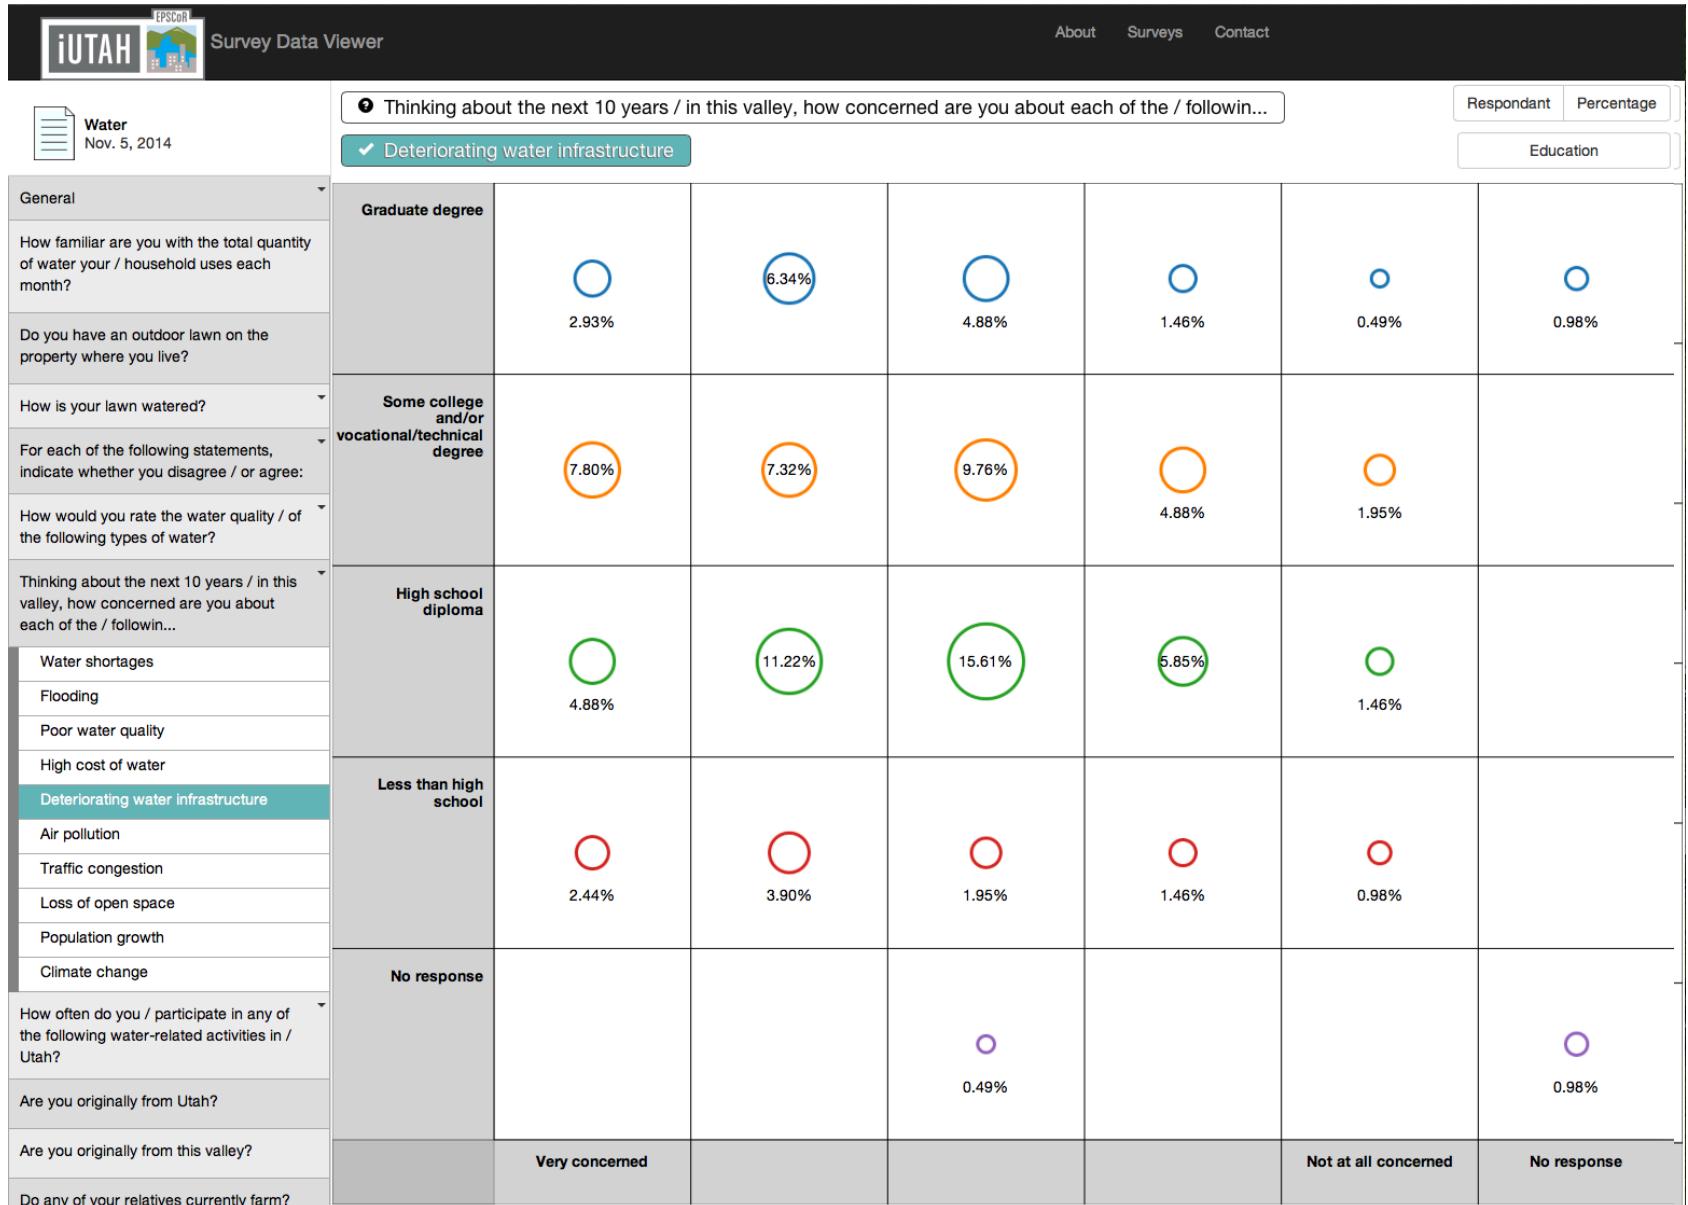 EPSCoR
iUTAH
Survey Data Viewer
About
Surveys
Contact
Water
Nov. 5, 2014
Thinking about the next 10 years / in this valley, how concerned are you about each of the / followin...
Respondant
Percentage
Deteriorating water infrastructure
Education
General
How familiar are you with the total quantity
of water your / household uses each
month?
Do you have an outdoor lawn on the
property where you live?
How is your lawn watered?
For each of the following statements,
indicate whether you disagree / or agree:
How would you rate the water quality / of
the following types of water?
Thinking about the next 10 years / in this
valley, how concerned are you about
each of the / followin...
Water shortages
Flooding
Poor water quality
High cost of water
Deteriorating water infrastructure
Air pollution
Traffic congestion
Loss of open space
Population growth
Climate change
How often do you / participate in any of
the following water-related activities in /
Utah?
Are you originally from Utah?
Are you originally from this valley?
Do any of your relatives currently farm?
Graduate degree
2.93%
6.34%
4.88%
1.46%
0.49%
0.98%
Some college
and/or
vocational/technical
degree
7.80%
7.32%
9.76%
4.88%
1.95%
High school
diploma
4.88%
11.22%
15.61%
5.85%
1.46%
Less than high
school
2.44%
3.90%
1.95%
1.46%
0.98%
No response
0.49%
0.98%
Very concerned
Not at all concerned
No response